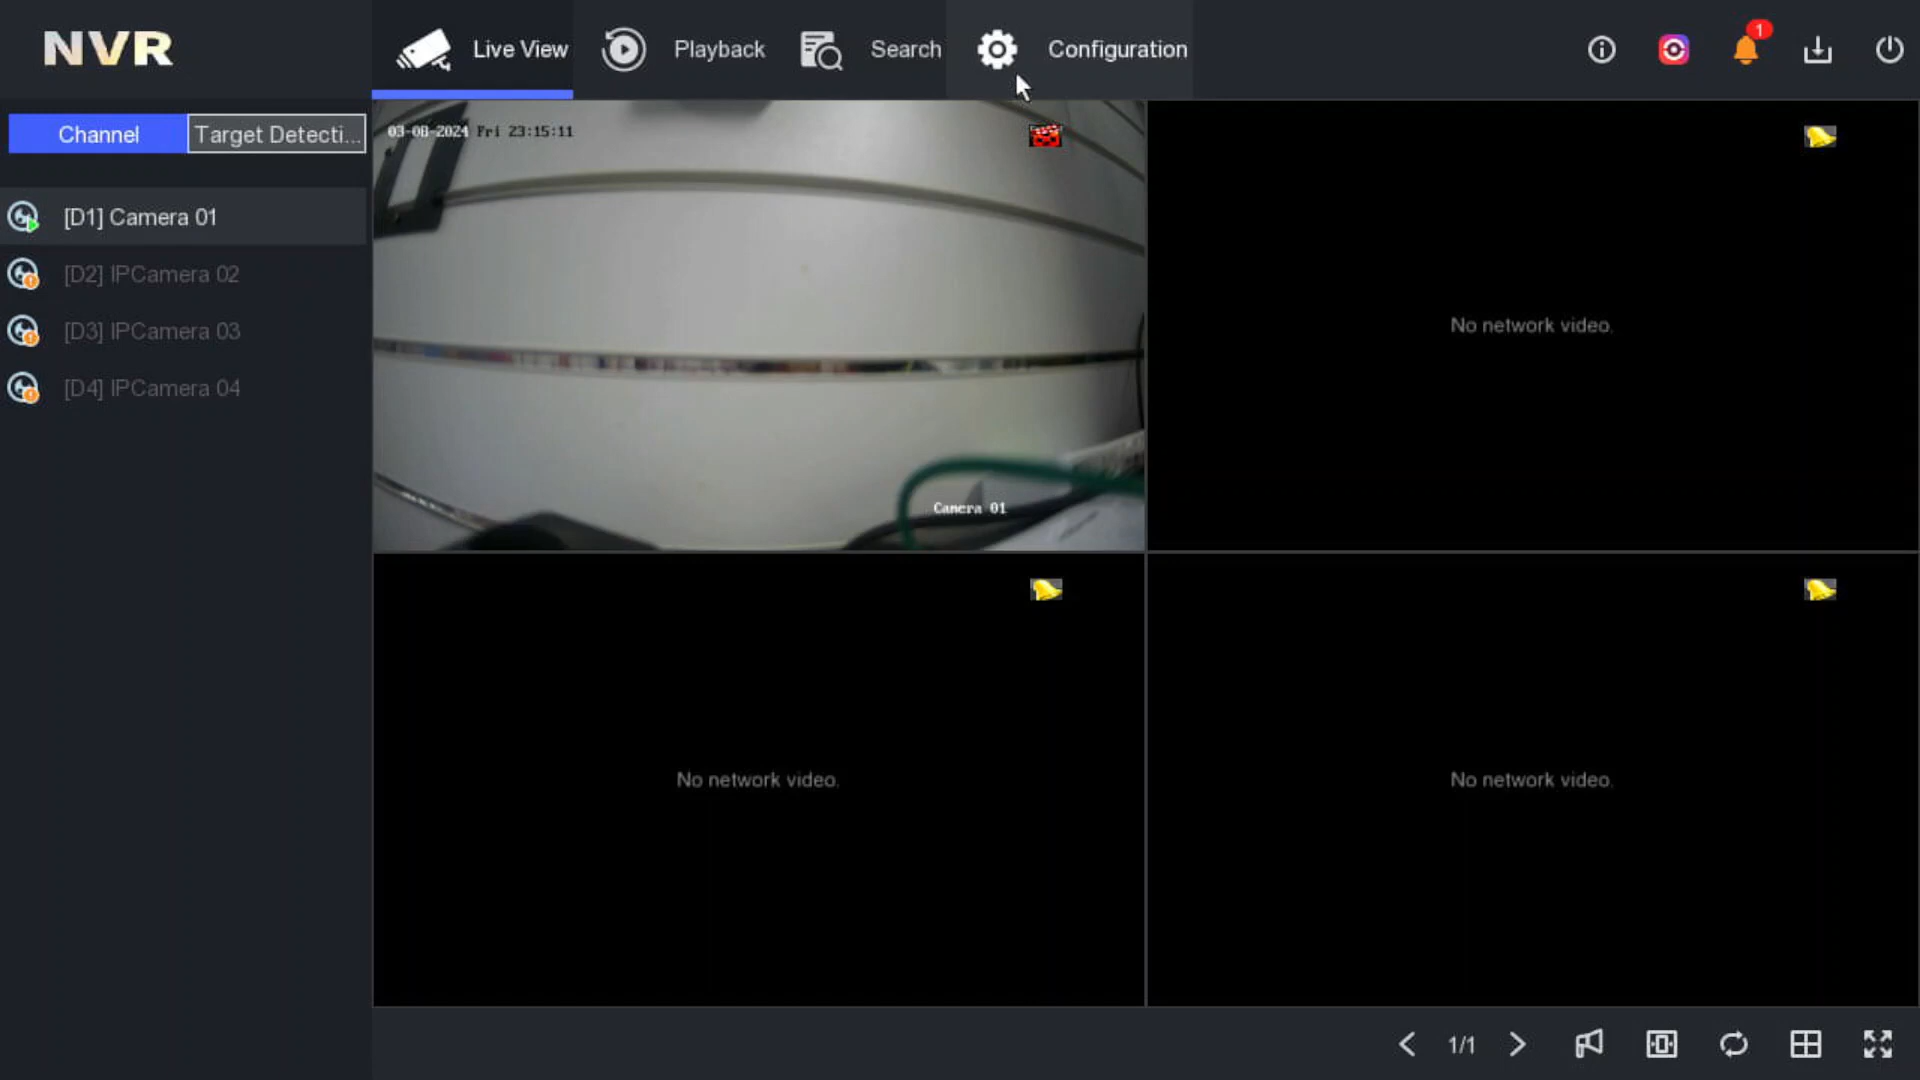 NVR
Live View
Playback
Search
Configuration
1
Channel
Target Detecti...
[D1] Camera 01
[D2] IPCamera 02
[D3] IPCamera 03
[D4] IPCamera 04
03-08-2024 Fri 23:15:11
Camera 01
No network video.
No network video.
No network video.
1/1